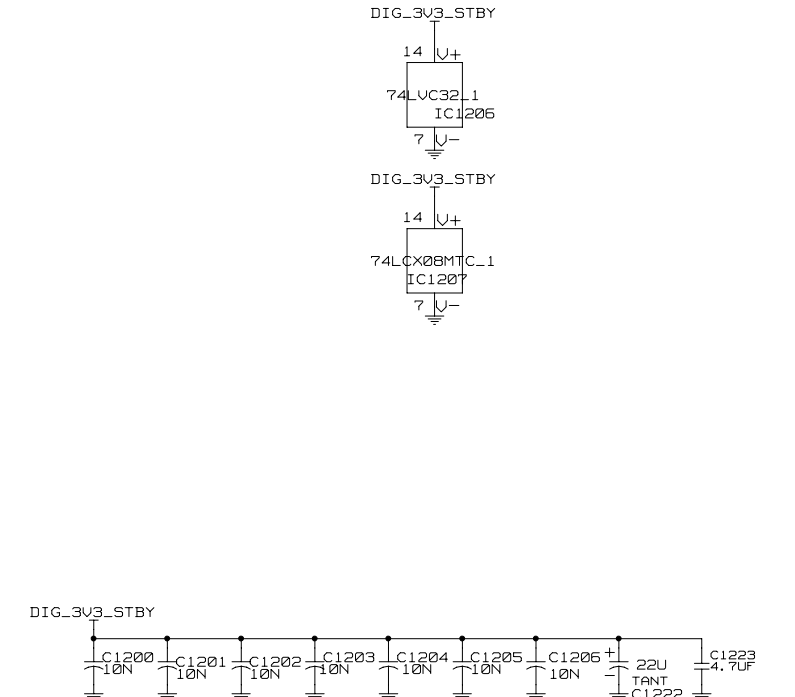 DIG_3V3_STBY
14 V+
74LVC32_1
IC1206
7 V-
DIG_3V3_STBY
14 V+
74LCX08MTC_1
IC1207
7 V-
DIG_3V3_STBY
C1200
10N
C1201
10N
C1202
10N
C1203
10N
C1204
10N
C1205
10N
C1206
10N
+
-
22U
TANT
C1222
C1223
4.7UF